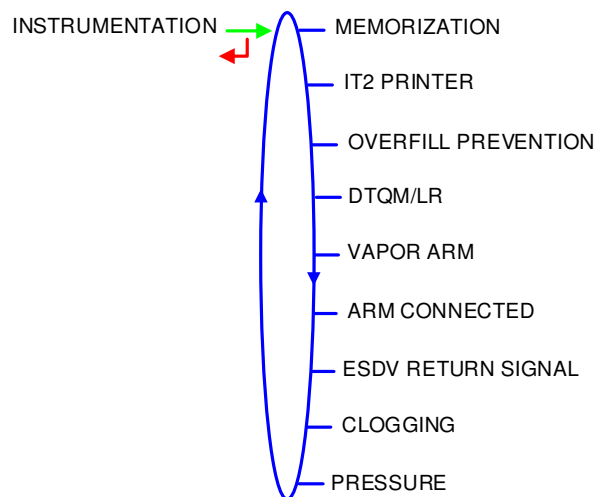 INSTRUMENTATION
MEMORIZATION
IT2 PRINTER
OVERFILL PREVENTION
DTQM/LR
VAPOR ARM
ARM CONNECTED
ESDV RETURN SIGNAL
CLOGGING
PRESSURE